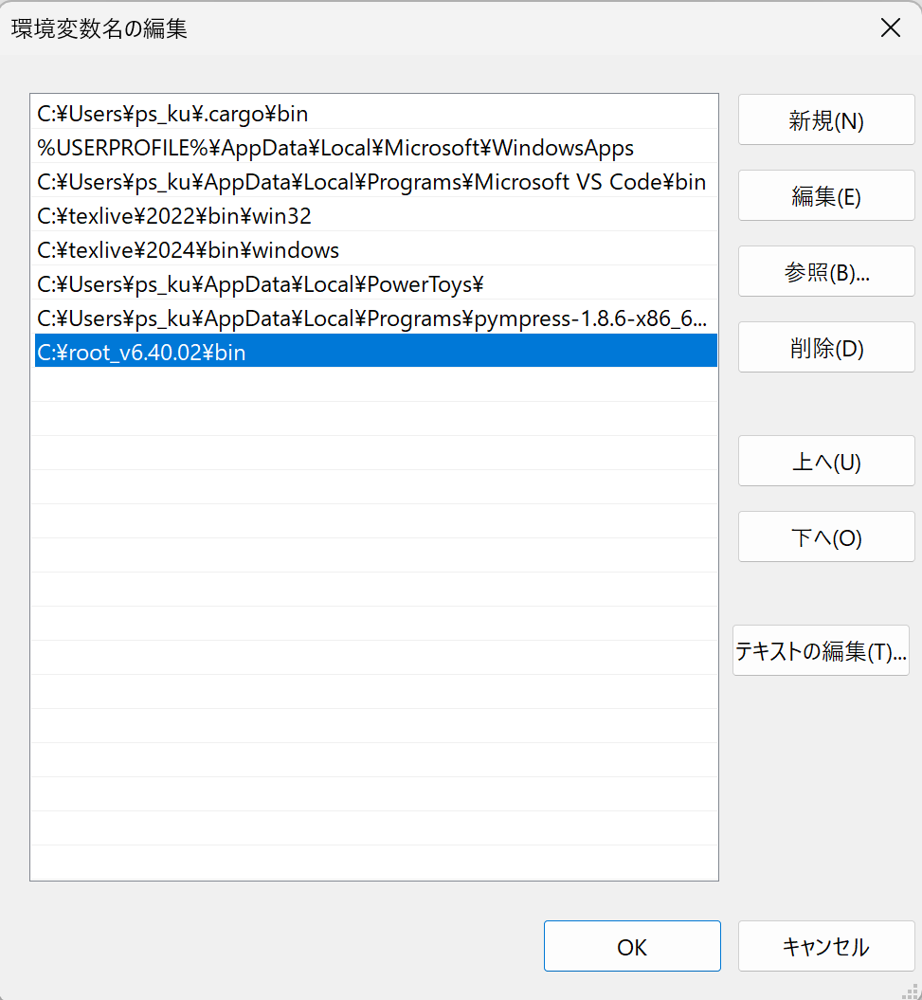 環境変数名の編集
C:¥Users¥ps_ku¥.cargo¥bin
%USERPROFILE%¥AppData¥Local¥Microsoft¥WindowsApps
C:¥Users¥ps_ku¥AppData¥Local¥Programs¥Microsoft VS Code¥bin
C:¥texlive¥2022¥bin¥win32
C:¥texlive¥2024¥bin¥windows
C:¥Users¥ps_ku¥AppData¥Local¥PowerToys¥
C:¥Users¥ps_ku¥AppData¥Local¥Programs¥pympress-1.8.6-x86_6...
C:¥root_v6.40.02¥bin
新規(N)
編集(E)
参照(B)...
削除(D)
上へ(U)
下へ(O)
テキストの編集(T)...
OK
キャンセル